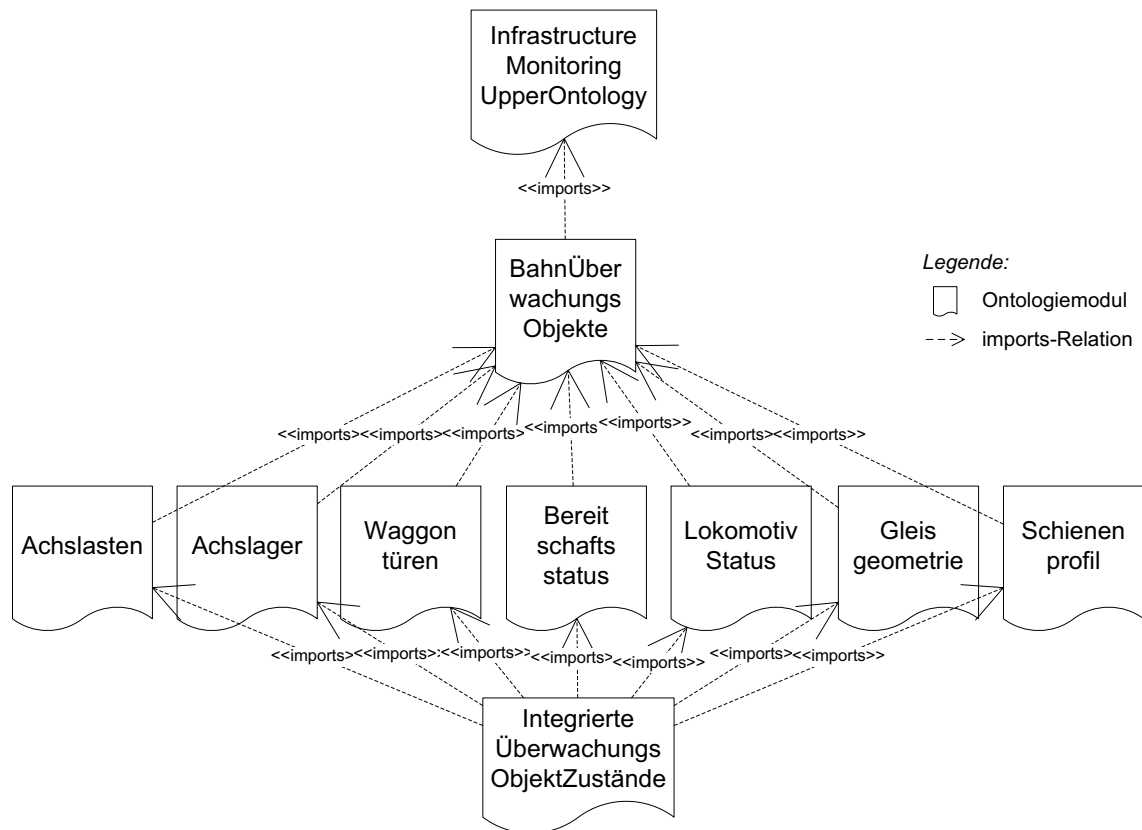 Infrastructure
Monitoring
UpperOntology
<<imports>>
BahnÜber
wachungs
Objekte
Legende:
Ontologiemodul
imports-Relation
<<imports>
<<imports>
<<imports>
<<imports
<<imports>>
<<imports>
<<imports>>
Achslasten
Achslager
Waggon
türen
Bereit
schafts
status
Lokomotiv
Status
Gleis
geometrie
Schienen
profil
<<imports>
<<imports>
<<imports>>
<<imports>
<<imports>>
<<imports>
<<imports>>
Integrierte
Überwachungs
ObjektZustände